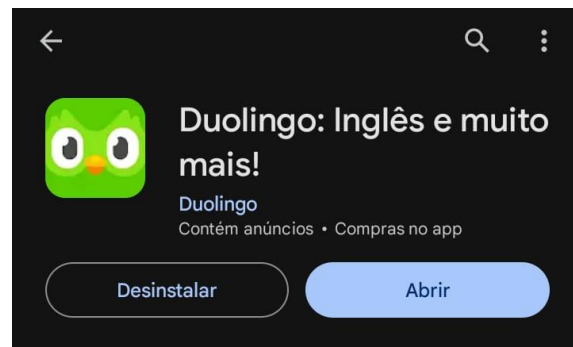 Duolingo: Inglês e muito
mais!
Duolingo
Contém anúncios • Compras no app
Desinstalar
Abrir